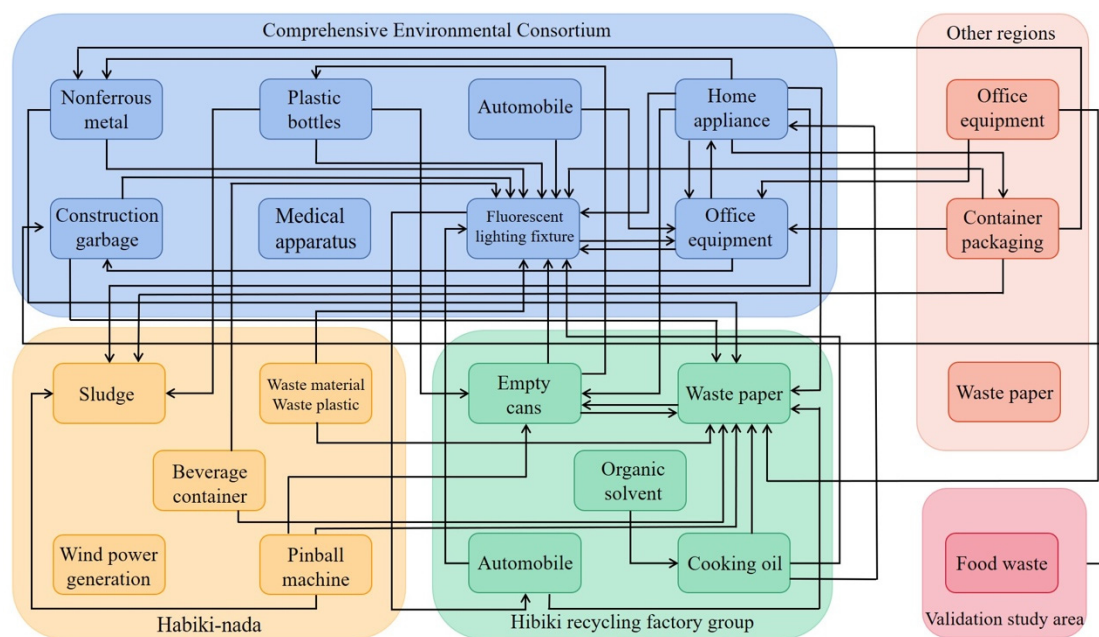 Comprehensive Environmental Consortium
Nonferrous
metal
Plastic
bottles
Automobile
Home
appliance
Construction
garbage
Medical
apparatus
Fluorescent
lighting fixture
Office
equipment
Other regions
Office
equipment
Container
packaging
Waste paper
Sludge
Waste material
Waste plastic
Beverage
container
Wind power
generation
Pinball
machine
Habiki-nada
Empty
cans
Waste paper
Organic
solvent
Automobile
Cooking oil
Hibiki recycling factory group
Food waste
Validation study area